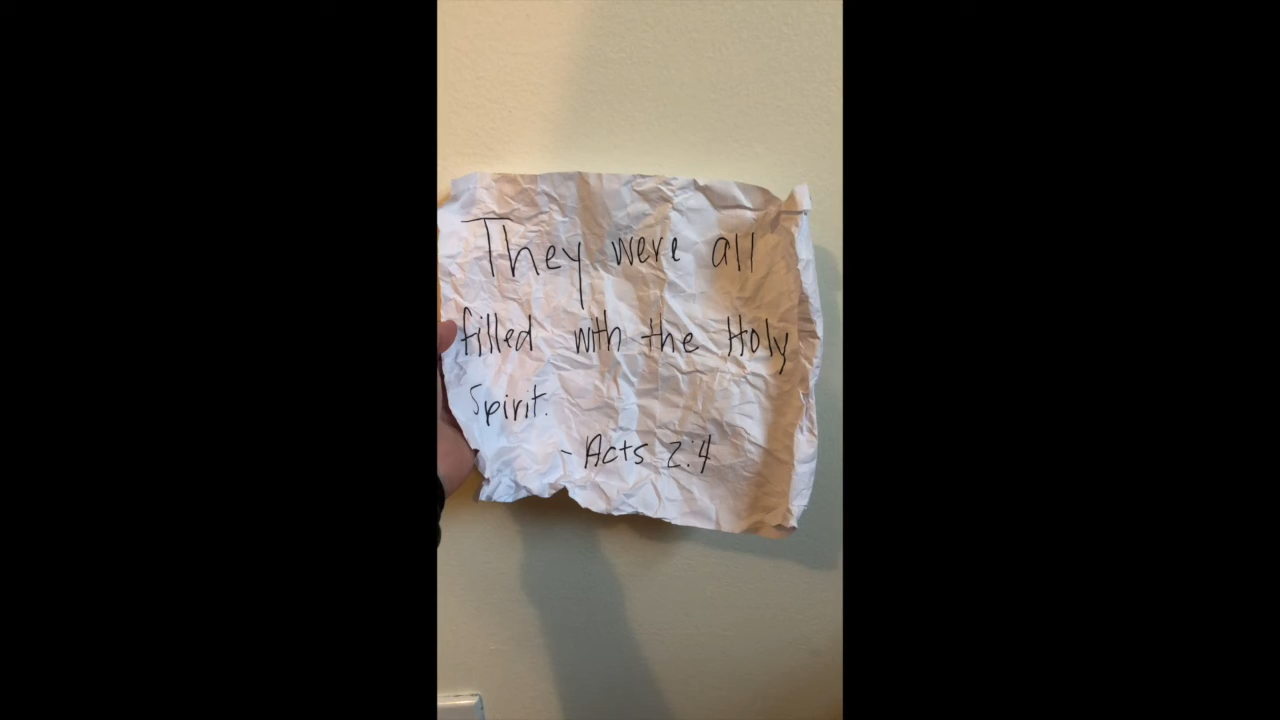 They were all
filled with the Holy
Spirit.
- Acts 2:4